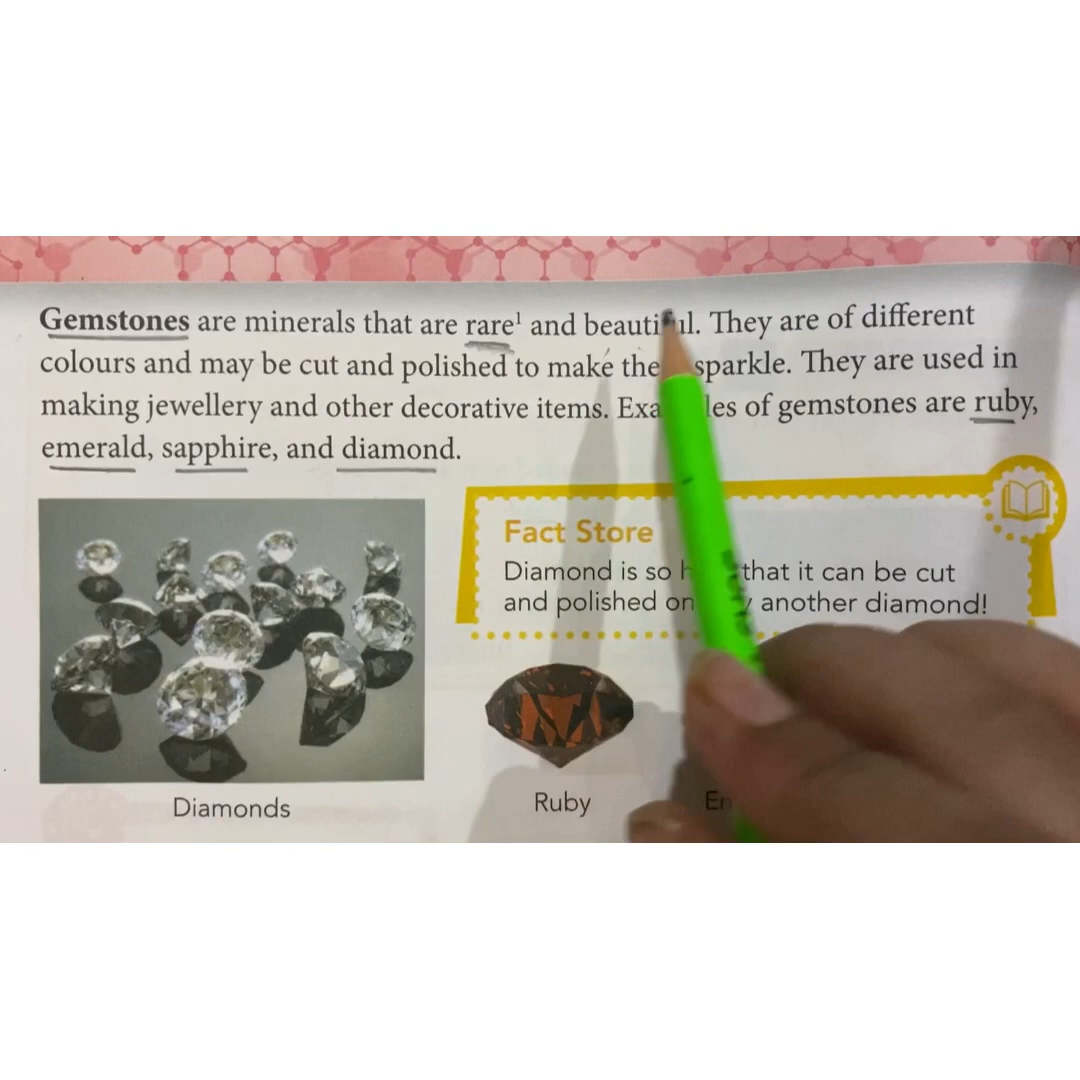 Gemstones are minerals that are rare¹ and beautiful. They are of different
colours and may be cut and polished to make the sparkle. They are used in
making jewellery and other decorative items. Exa les of gemstones are ruby,
emerald, sapphire, and diamond.
Fact Store
Diamond is so that it can be cut
and polished on another diamond!
Diamonds
Ruby